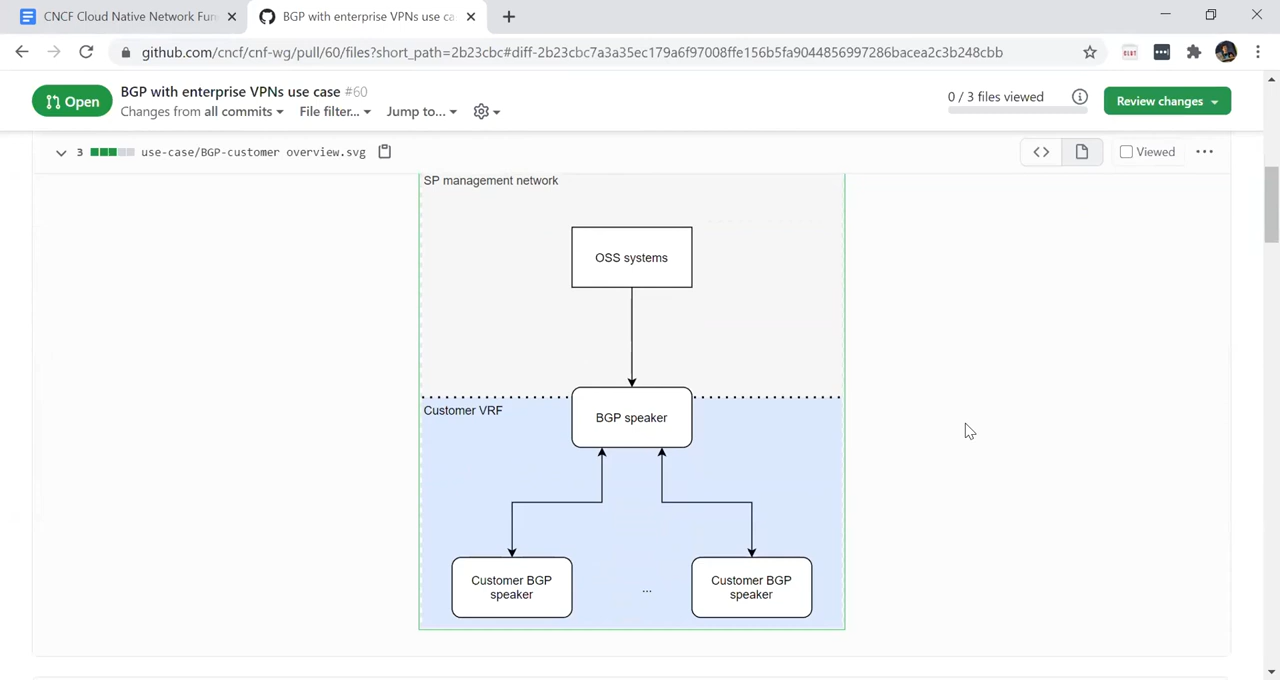 CNCF Cloud Native Network Fun
BGP with enterprise VPNs use ca
github.com/cncf/cnf-wg/pull/60/files?short_path=2b23cbc#diff-2b23cbc7a3a35ec179a6f97008ffe156b5fa9044856997286bacea2c3b248cbb
Open
BGP with enterprise VPNs use case #60
Changes from all commits
File filter...
Jump to...
0 / 3 files viewed
Review changes
3
use-case/BGP-customer overview.svg
Viewed
SP management network
OSS systems
Customer VRF
BGP speaker
Customer BGP
speaker
...
Customer BGP
speaker